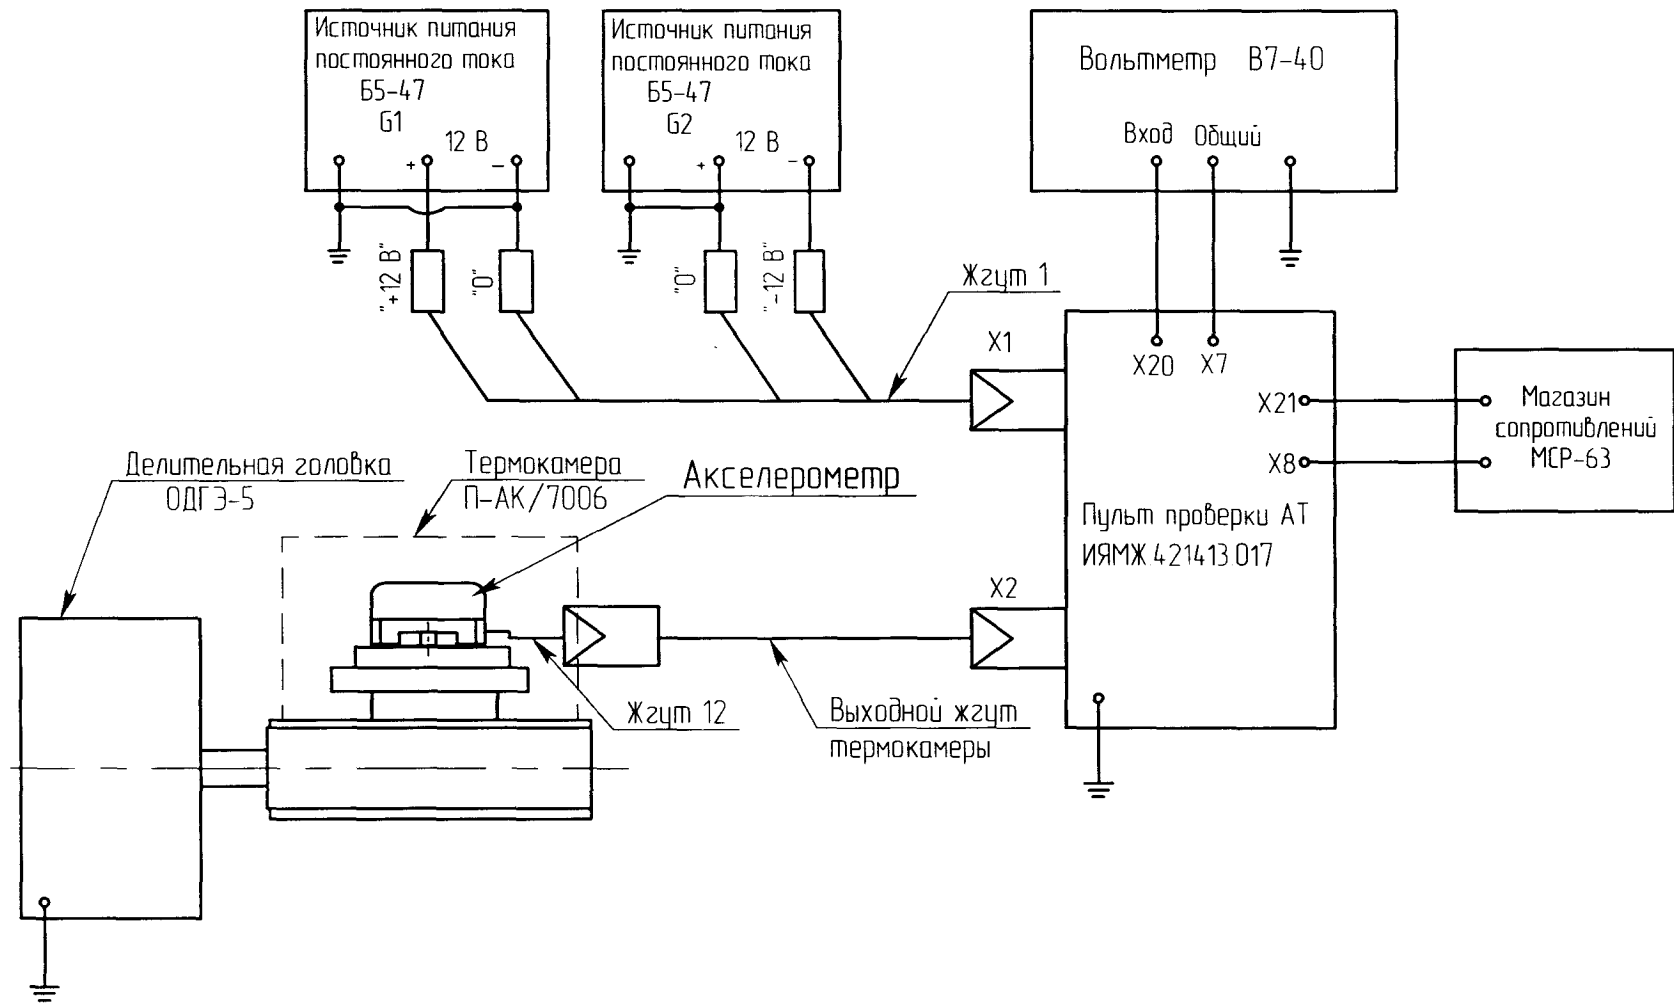 Источник питания
постоянного тока
Б5-47
G1
+ 12 В −
Источник питания
постоянного тока
Б5-47
G2
+ 12 В −
Вольтметр В7-40
Вход Общий
"+12 В"
"0"
"0"
"-12 В"
Жгут 1
X1
X20 X7
X21
X8
Магазин
сопротивлений
МСР-63
Делительная головка
ОДГЭ-5
Термокамера
П-АК/7006
Акселерометр
Пульт проверки АТ
ИЯМЖ.421413.017
X2
Жгут 12
Выходной жгут
термокамеры